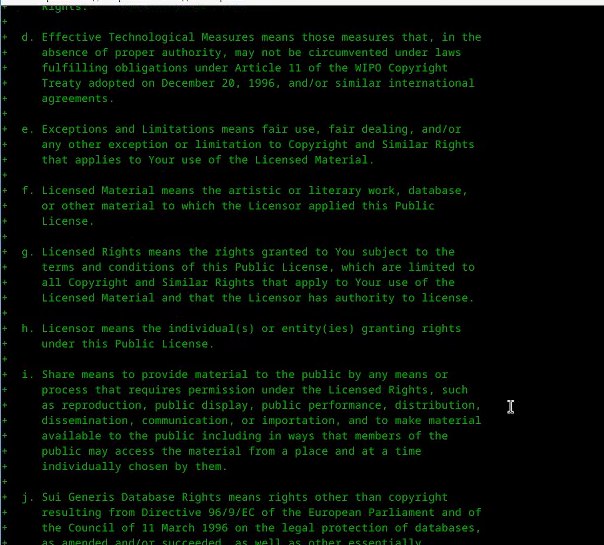 +    Rights.
+
+  d. Effective Technological Measures means those measures that, in the
+     absence of proper authority, may not be circumvented under laws
+     fulfilling obligations under Article 11 of the WIPO Copyright
+     Treaty adopted on December 20, 1996, and/or similar international
+     agreements.
+
+  e. Exceptions and Limitations means fair use, fair dealing, and/or
+     any other exception or limitation to Copyright and Similar Rights
+     that applies to Your use of the Licensed Material.
+
+  f. Licensed Material means the artistic or literary work, database,
+     or other material to which the Licensor applied this Public
+     License.
+
+  g. Licensed Rights means the rights granted to You subject to the
+     terms and conditions of this Public License, which are limited to
+     all Copyright and Similar Rights that apply to Your use of the
+     Licensed Material and that the Licensor has authority to license.
+
+  h. Licensor means the individual(s) or entity(ies) granting rights
+     under this Public License.
+
+  i. Share means to provide material to the public by any means or
+     process that requires permission under the Licensed Rights, such
+     as reproduction, public display, public performance, distribution,
+     dissemination, communication, or importation, and to make material
+     available to the public including in ways that members of the
+     public may access the material from a place and at a time
+     individually chosen by them.
+
+  j. Sui Generis Database Rights means rights other than copyright
+     resulting from Directive 96/9/EC of the European Parliament and of
+     the Council of 11 March 1996 on the legal protection of databases,
+     as amended and/or succeeded, as well as other essentially